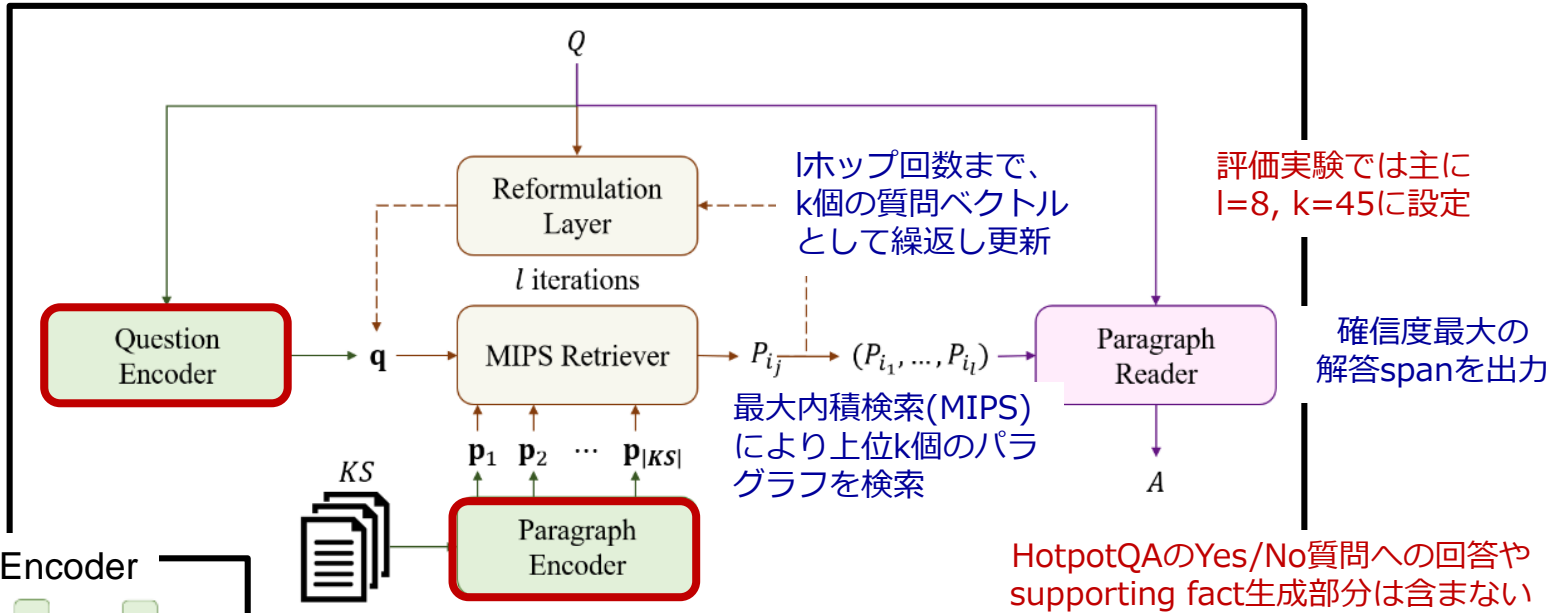 Q
Reformulation
Layer
lホップ回数まで、
k個の質問ベクトル
として繰返し更新
評価実験では主に
l=8, k=45に設定
l iterations
Question
Encoder
q
MIPS Retriever
P_{i_j}
(P_{i_1}, … , P_{i_l})
Paragraph
Reader
確信度最大の
解答spanを出力
最大内積検索(MIPS)
により上位k個のパラ
グラフを検索
p_1 p_2 ⋯ p_{|KS|}
KS
A
Paragraph
Encoder
Encoder
HotpotQAのYes/No質問への回答や
supporting fact生成部分は含まない